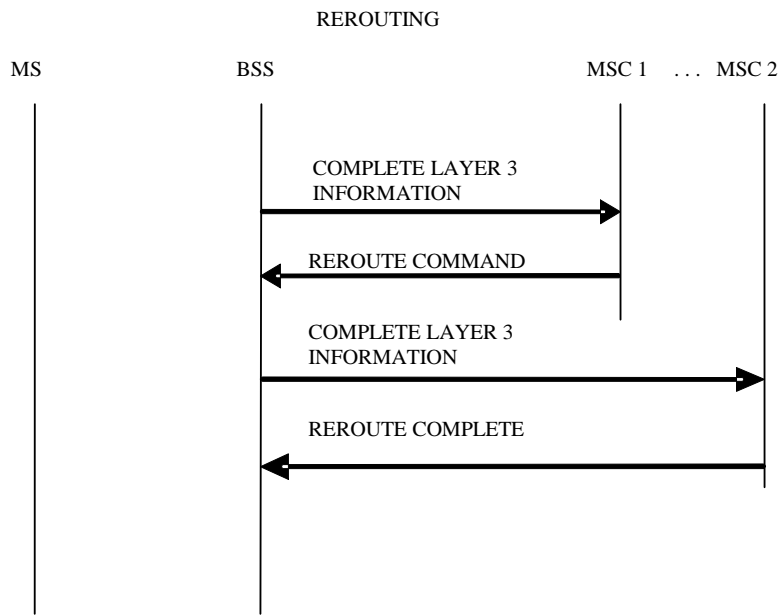 REROUTING
MS BSS MSC 1 . . . MSC 2
COMPLETE LAYER 3
INFORMATION
REROUTE COMMAND
COMPLETE LAYER 3
INFORMATION
REROUTE COMPLETE